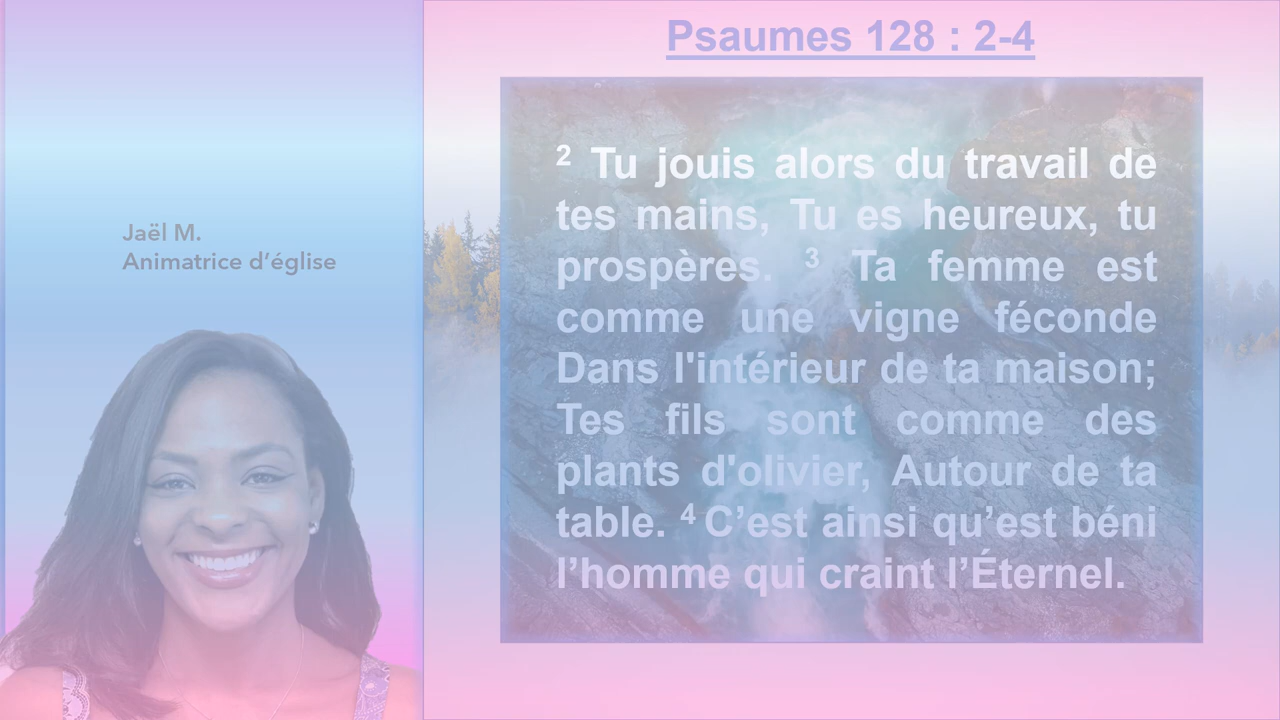 Psaumes 128 : 2-4
Jaël M.
Animatrice d’église
² Tu jouis alors du travail de
tes mains, Tu es heureux, tu
prospères. ³ Ta femme est
comme une vigne féconde
Dans l'intérieur de ta maison;
Tes fils sont comme des
plants d'olivier, Autour de ta
table. ⁴ C’est ainsi qu’est béni
l’homme qui craint l’Éternel.